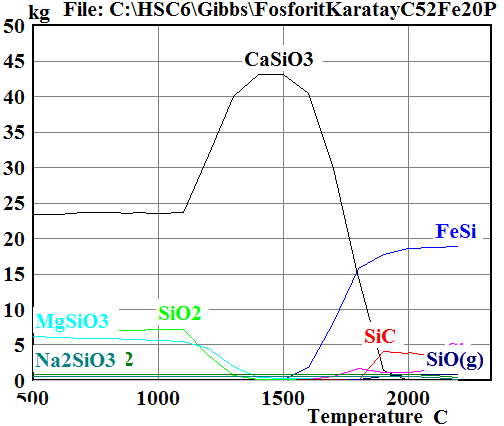 kg File: C:\HSC6\Gibbs\FosforitKaratayC52Fe20P
50
45
CaSiO3
40
35
30
25
20
FeSi
15
10
MgSiO3 SiO2
5
SiC
Na2SiO3 2 SiO(g)
0
500 1000 1500 2000
Temperature C